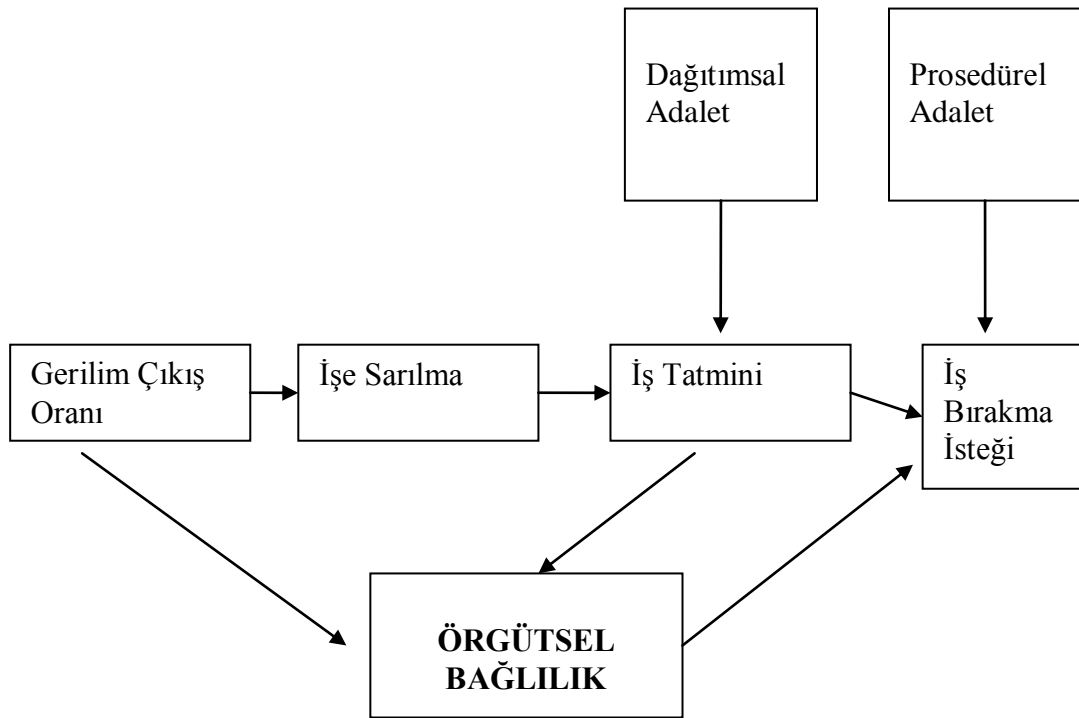 Dağıtımsal
Adalet
Prosedürel
Adalet
Gerilim Çıkış
Oranı
İşe Sarılma
İş Tatmini
İş
Bırakma
İsteği
ÖRGÜTSEL
BAĞLILIK